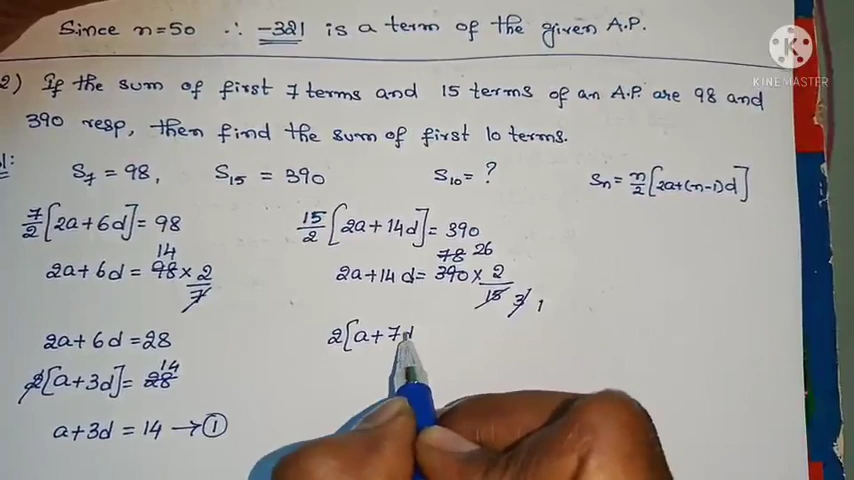 Since n=50 ∴ -321 is a term of the given A.P.
KINEMASTER
2) If the sum of first 7 terms and 15 terms of an A.P. are 98 and
390 resp, then find the sum of first 10 terms.
S₇ = 98, S₁₅ = 390 S₁₀ = ? Sn = n/2 [2a+(n-1)d]
7/2 [2a+6d] = 98 15/2 [2a+14d] = 390
14 78 26
2a+6d = 98 × 2/7 2a+14d = 390 × 2/15 3 1
2a+6d = 28 2[a+7d
14
2[a+3d] = 28
a+3d = 14 → ①